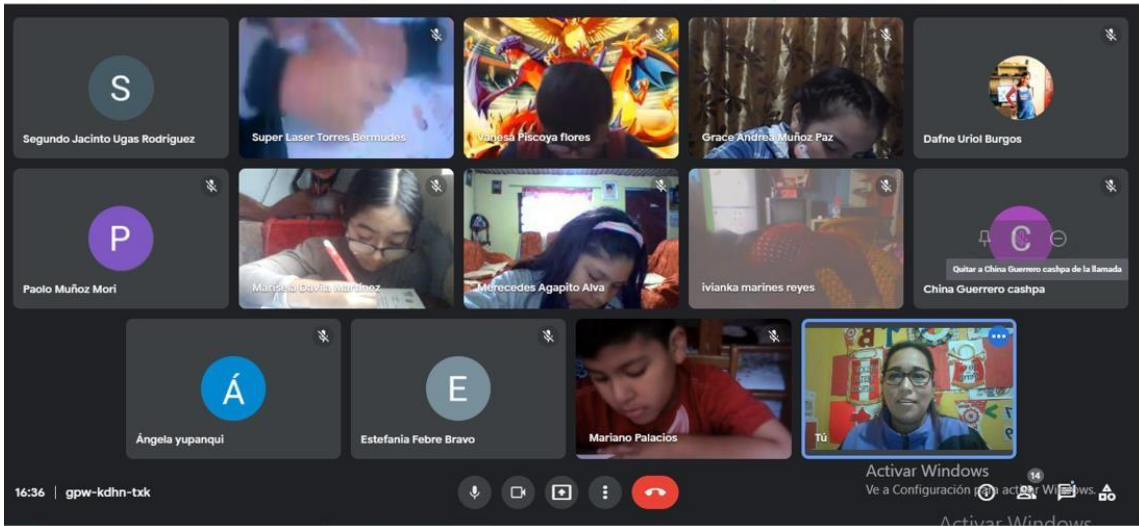 S
Segundo Jacinto Ugas Rodriguez
Super Laser Torres Bermudes
Vanesa Piscoya flores
Grace Andrea Muñoz Paz
Dafne Uriol Burgos
P
Paolo Muñoz Mori
Marisela Davila Martinez
Merecedes Agapito Alva
ivianka marines reyes
C
Quitar a China Guerrero cashpa de la llamada
China Guerrero cashpa
Á
Ángela yupanqui
E
Estefania Febre Bravo
Mariano Palacios
Tú
Activar Windows
Ve a Configuración para activar Windows.
16:36 | gpw-kdhn-txk
14
Activar Windows